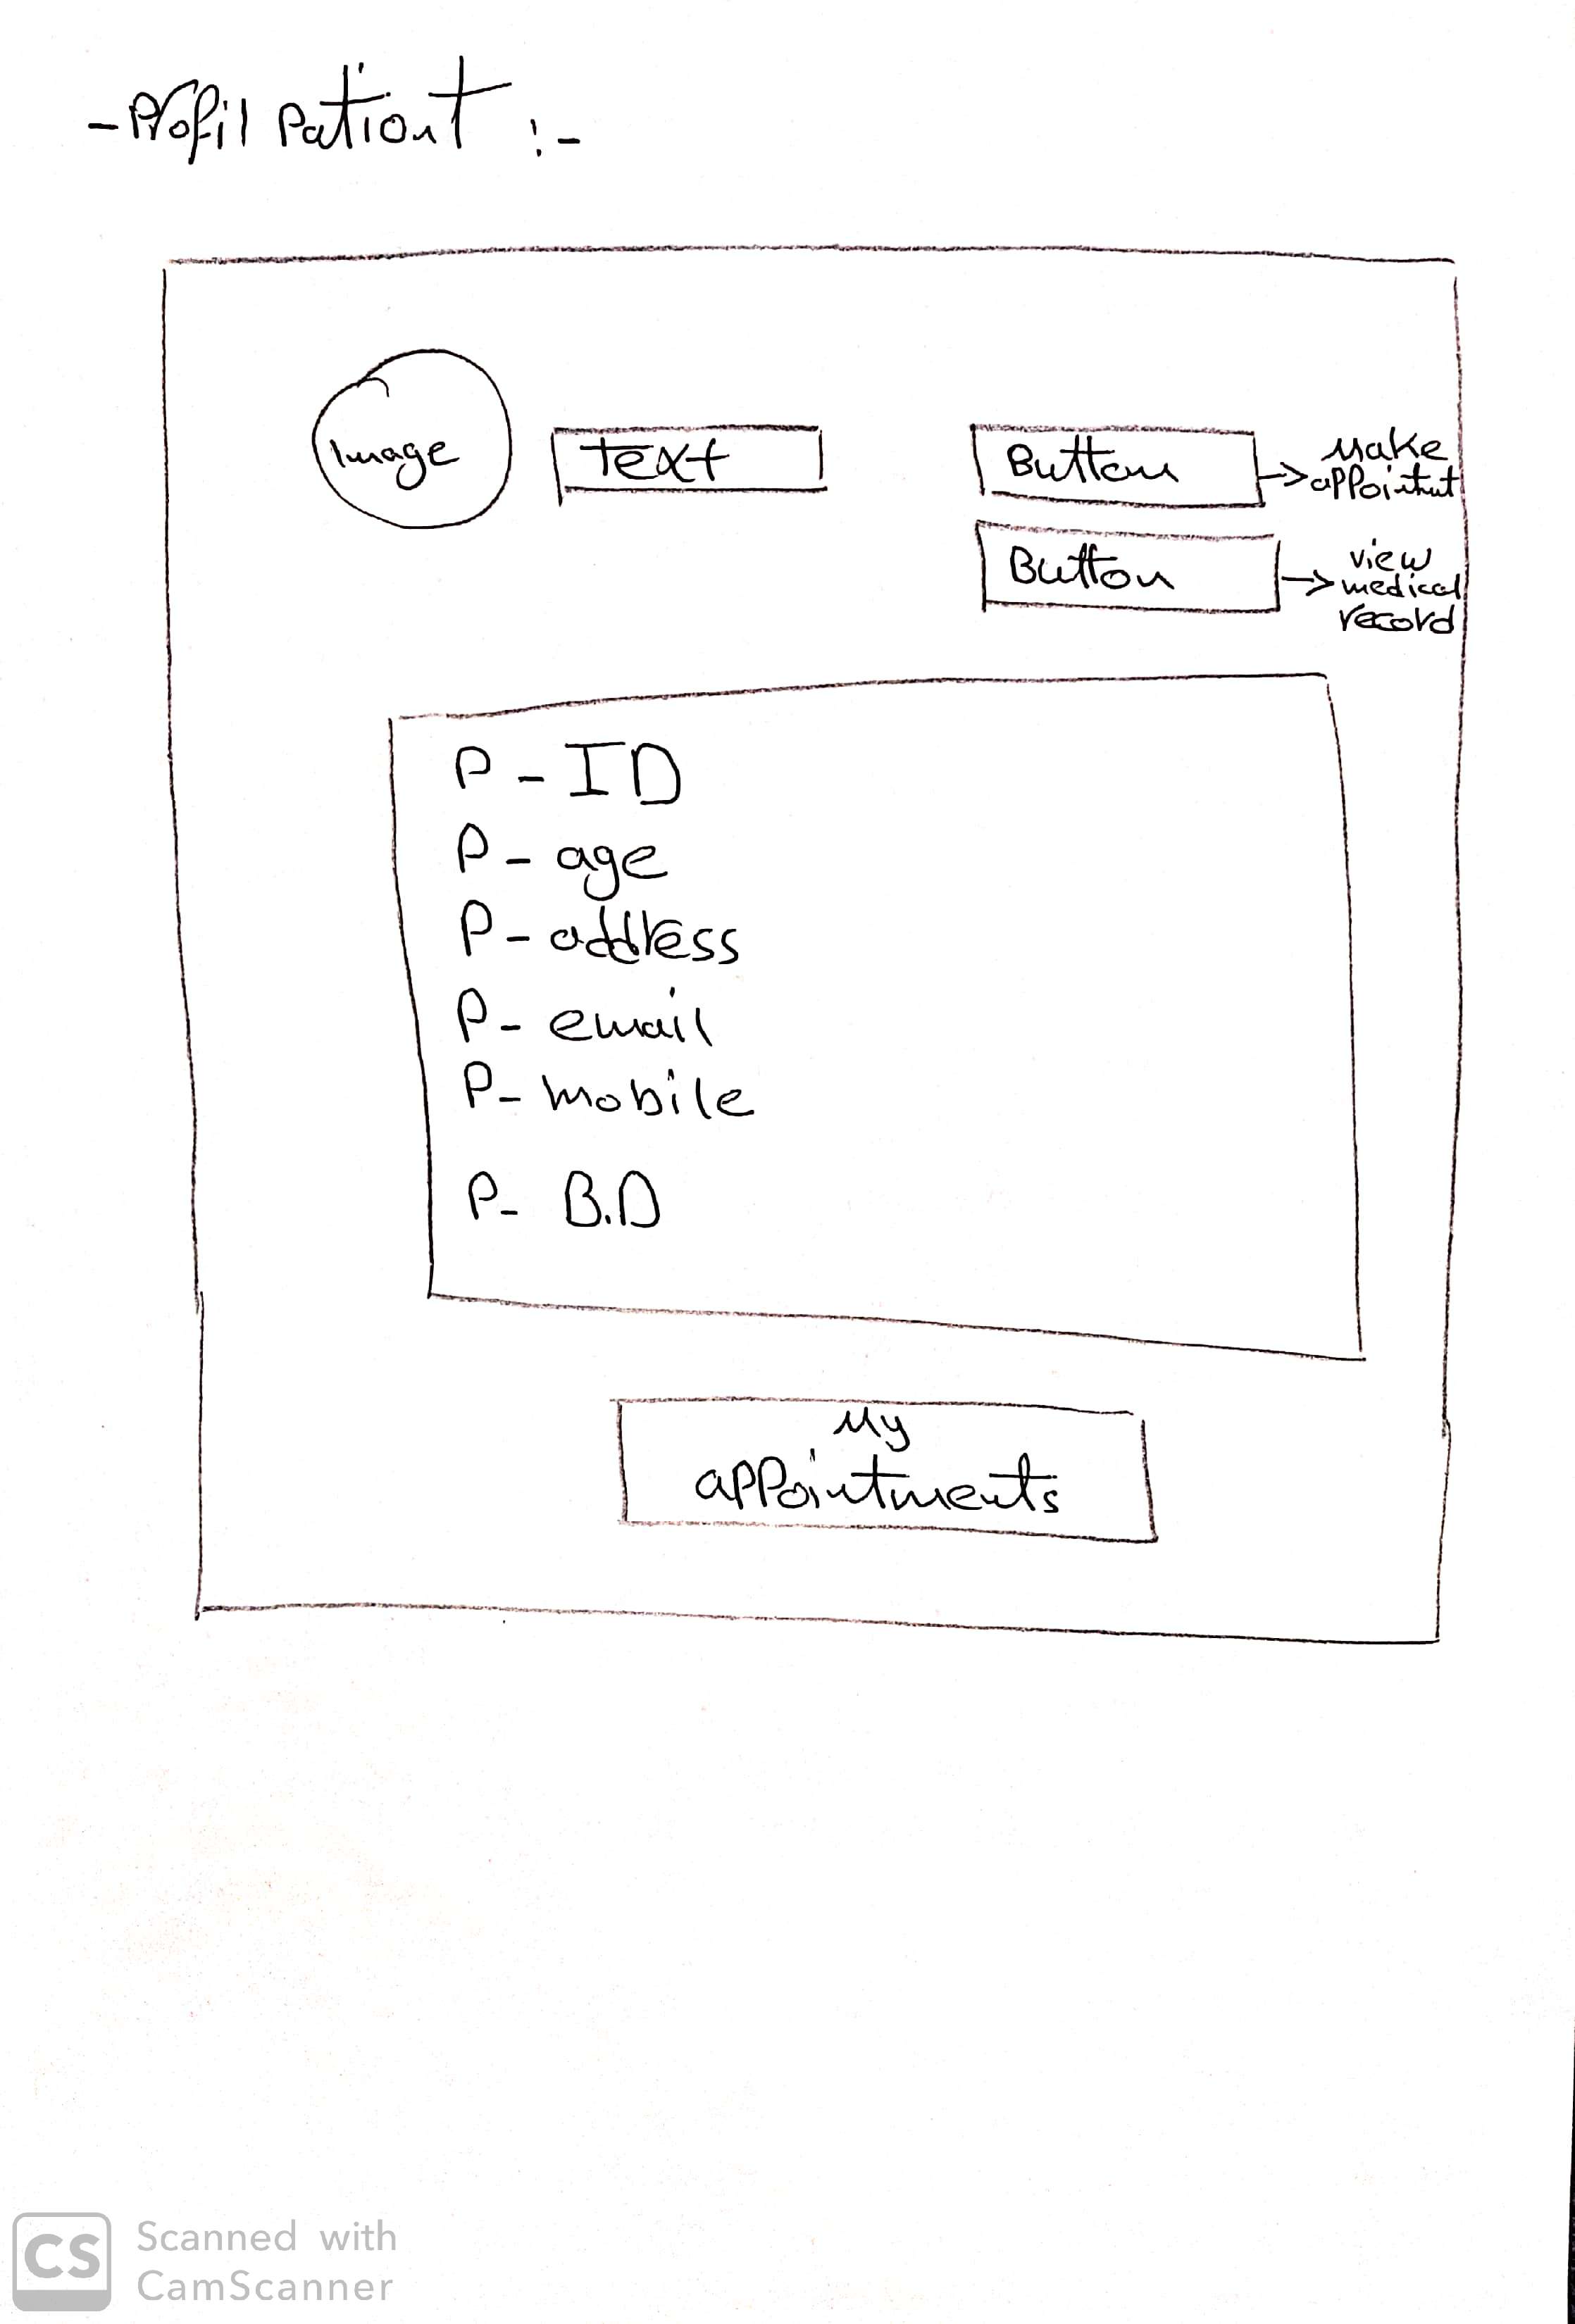 - Profil Patient :-
Image
text
Button
Make
appointmt
Button
view
medical
record
P - ID
P - age
P - address
P - email
P - mobile
P - B.D
My
appointments
CS
Scanned with
CamScanner